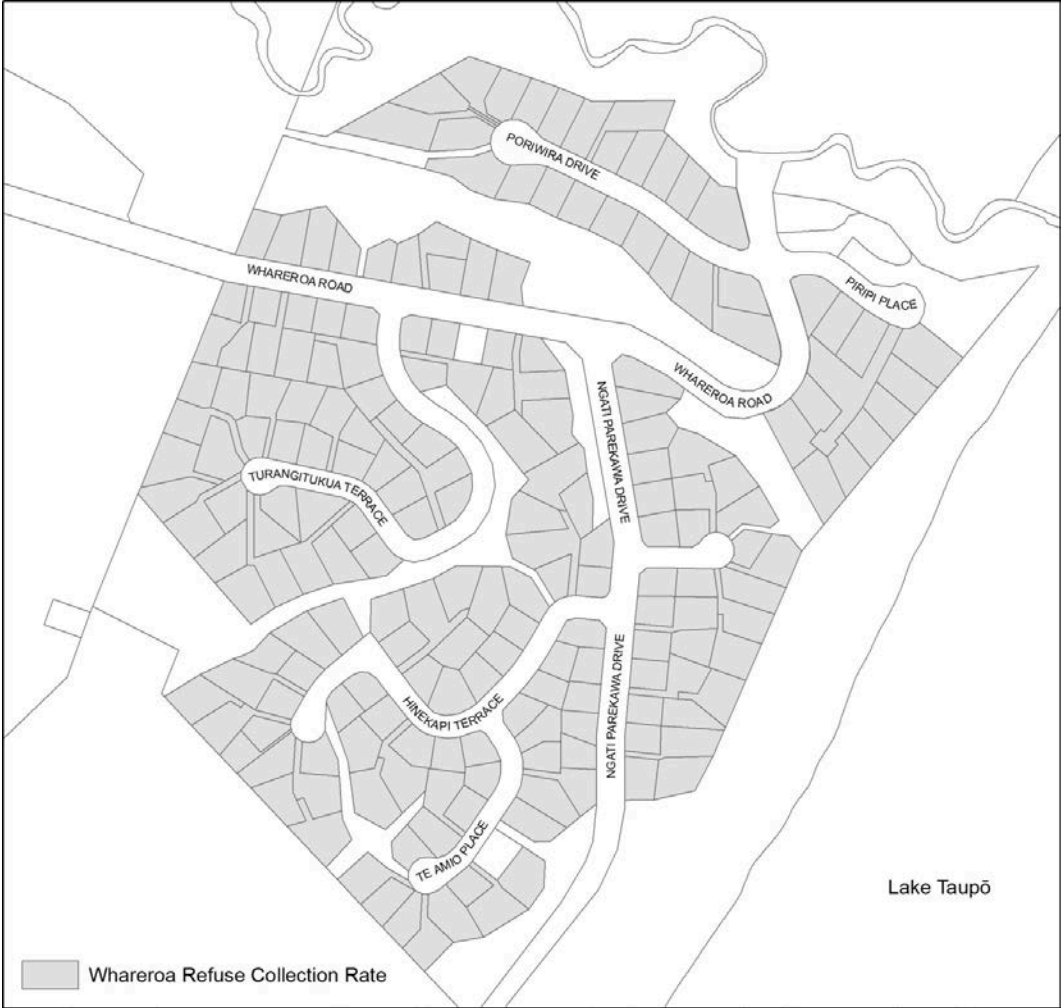 PORIWIRA DRIVE
WHAREROA ROAD
PIRIPI PLACE
WHAREROA ROAD
NGATI PAREKAWA DRIVE
TURANGITUKUA TERRACE
HINEKAPI TERRACE
NGATI PAREKAWA DRIVE
TE AMIO PLACE
Lake Taupō
Whareroa Refuse Collection Rate